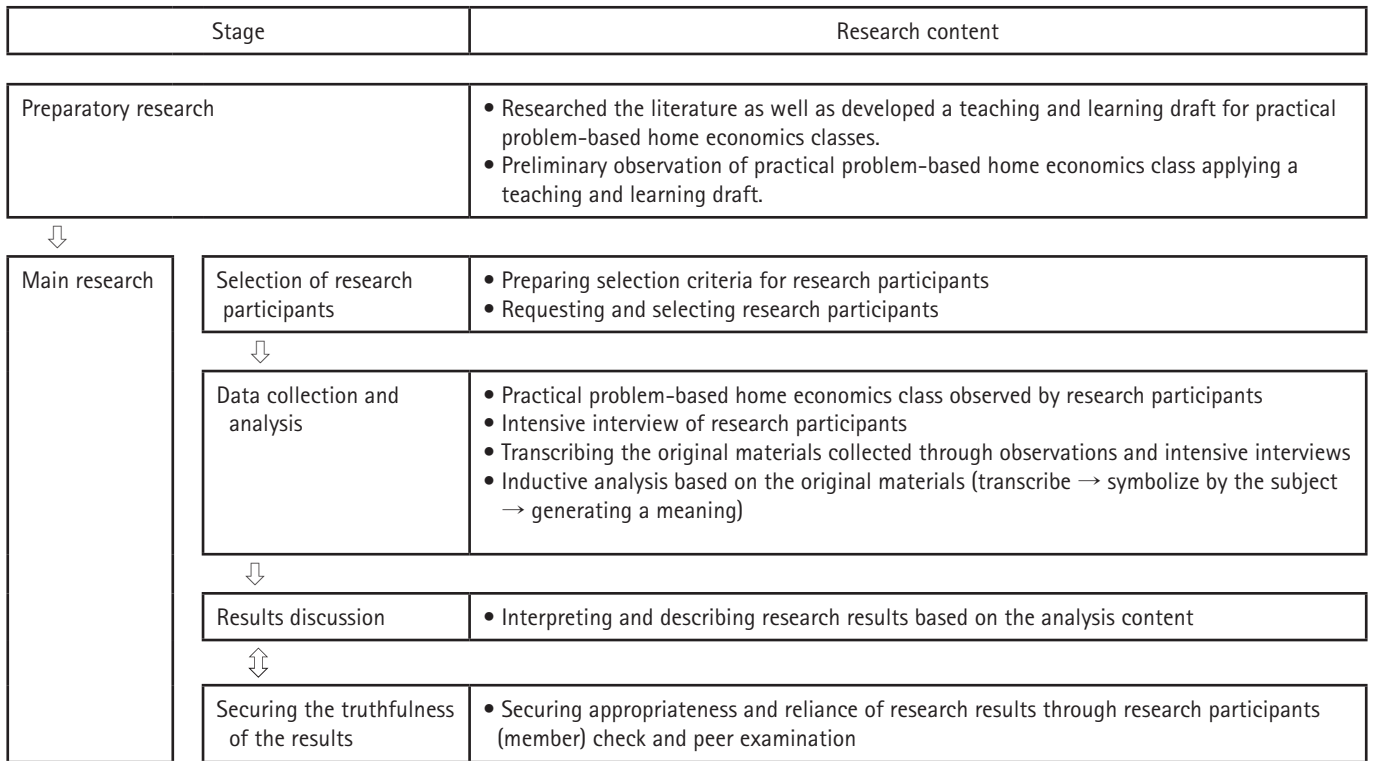 Stage
Research content
Preparatory research
• Researched the literature as well as developed a teaching and learning draft for practical
problem-based home economics classes.
• Preliminary observation of practical problem-based home economics class applying a
teaching and learning draft.
⇩
Main research
Selection of research
participants
• Preparing selection criteria for research participants
• Requesting and selecting research participants
⇩
Data collection and
analysis
• Practical problem-based home economics class observed by research participants
• Intensive interview of research participants
• Transcribing the original materials collected through observations and intensive interviews
• Inductive analysis based on the original materials (transcribe → symbolize by the subject
→ generating a meaning)
⇩
Results discussion
• Interpreting and describing research results based on the analysis content
⇳
Securing the truthfulness
of the results
• Securing appropriateness and reliance of research results through research participants
(member) check and peer examination